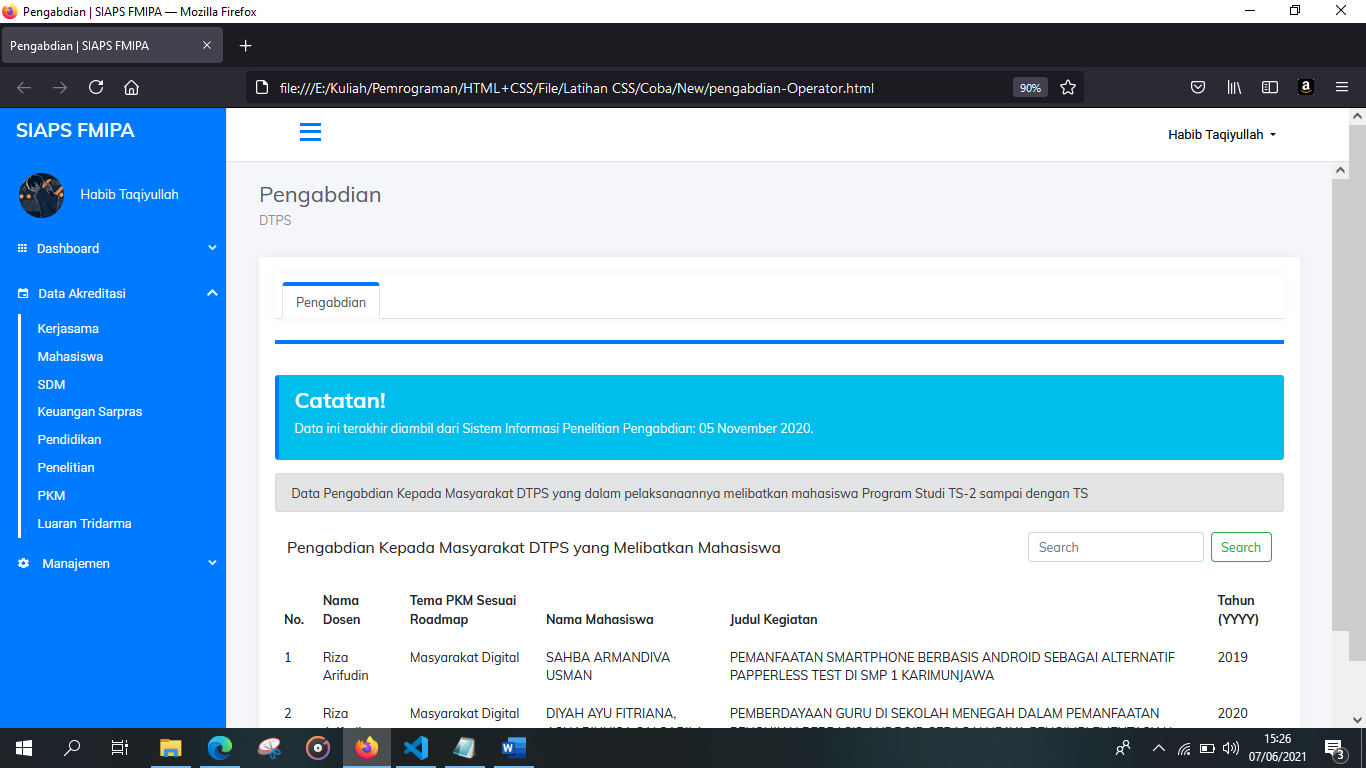 Pengabdian | SIAPS FMIPA — Mozilla Firefox
Pengabdian | SIAPS FMIPA
file:///E:/Kuliah/Pemrograman/HTML+CSS/File/Latihan CSS/Coba/New/pengabdian-Operator.html
90%
SIAPS FMIPA
Habib Taqiyullah
Habib Taqiyullah
Dashboard
Data Akreditasi
Kerjasama
Mahasiswa
SDM
Keuangan Sarpras
Pendidikan
Penelitian
PKM
Luaran Tridarma
Manajemen
Pengabdian
DTPS
Pengabdian
Catatan!
Data ini terakhir diambil dari Sistem Informasi Penelitian Pengabdian: 05 November 2020.
Data Pengabdian Kepada Masyarakat DTPS yang dalam pelaksanaannya melibatkan mahasiswa Program Studi TS-2 sampai dengan TS
Pengabdian Kepada Masyarakat DTPS yang Melibatkan Mahasiswa
Search
Search
No.
Nama
Dosen
Tema PKM Sesuai
Roadmap
Nama Mahasiswa
Judul Kegiatan
Tahun
(YYYY)
1
Riza
Arifudin
Masyarakat Digital
SAHBA ARMANDIVA
USMAN
PEMANFAATAN SMARTPHONE BERBASIS ANDROID SEBAGAI ALTERNATIF
PAPPERLESS TEST DI SMP 1 KARIMUNJAWA
2019
2
Riza
Masyarakat Digital
DIYAH AYU FITRIANA,
PEMBERDAYAAN GURU DI SEKOLAH MENEGAH DALAM PEMANFAATAN
2020
15:26
07/06/2021
3